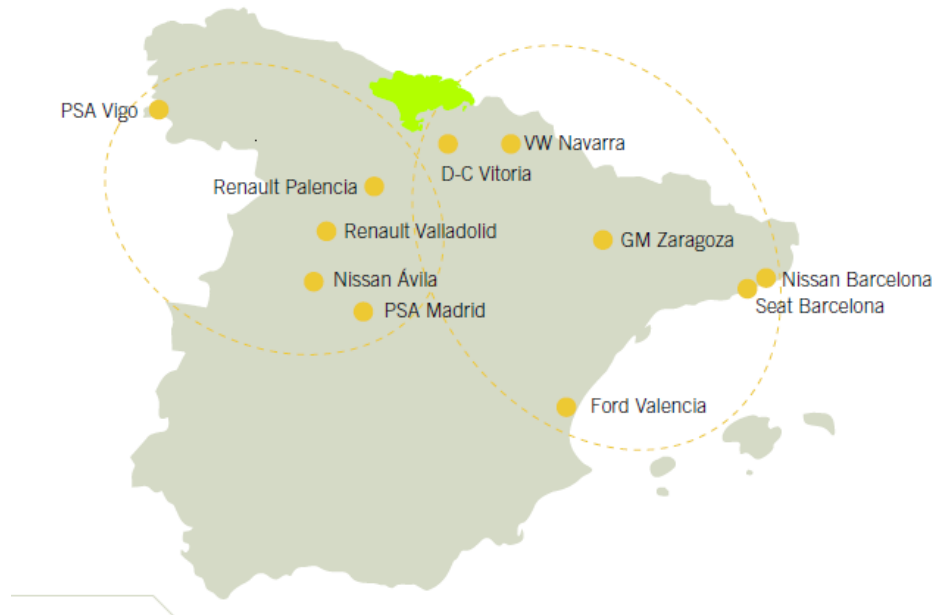 PSA Vigo
VW Navarra
D-C Vitoria
Renault Palencia
Renault Valladolid
GM Zaragoza
Nissan Ávila
Nissan Barcelona
Seat Barcelona
PSA Madrid
Ford Valencia